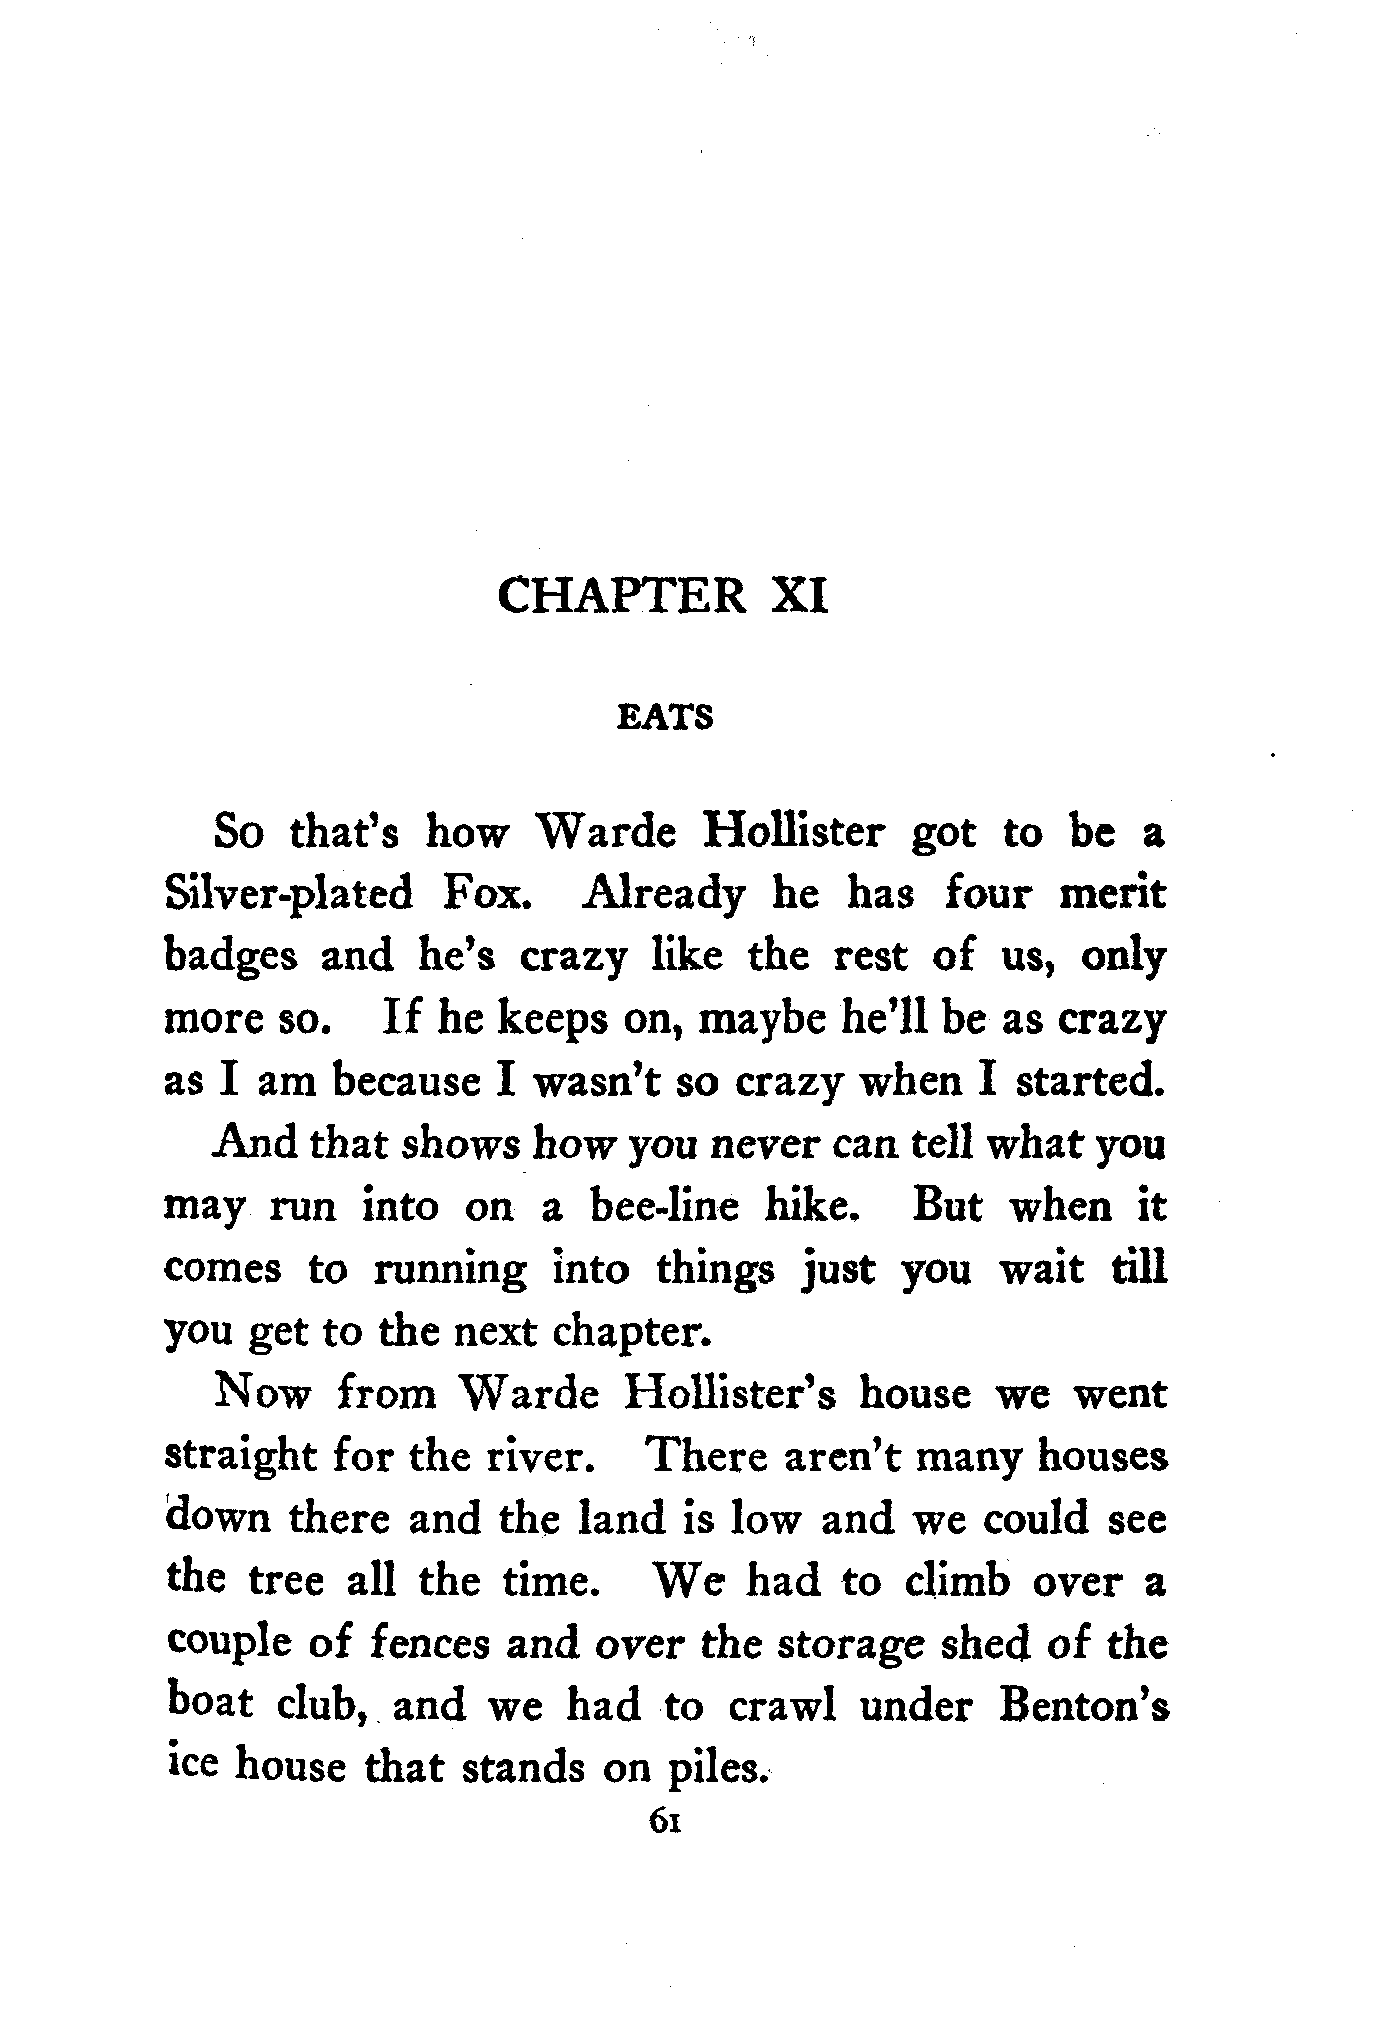 CHAPTER XI
EATS
So that's how Warde Hollister got to be a
Silver-plated Fox. Already he has four merit
badges and he's crazy like the rest of us, only
more so. If he keeps on, maybe he'll be as crazy
as I am because I wasn't so crazy when I started.
And that shows how you never can tell what you
may run into on a bee-line hike. But when it
comes to running into things just you wait till
you get to the next chapter.
Now from Warde Hollister's house we went
straight for the river. There aren't many houses
down there and the land is low and we could see
the tree all the time. We had to climb over a
couple of fences and over the storage shed of the
boat club, and we had to crawl under Benton's
ice house that stands on piles.
61